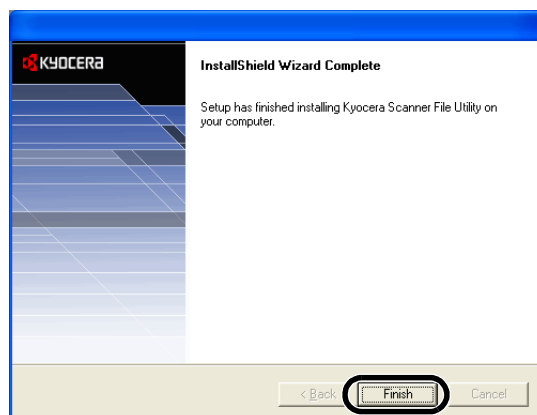 KYOCERA
InstallShield Wizard Complete
Setup has finished installing Kyocera Scanner File Utility on
your computer.
< Back
Finish
Cancel